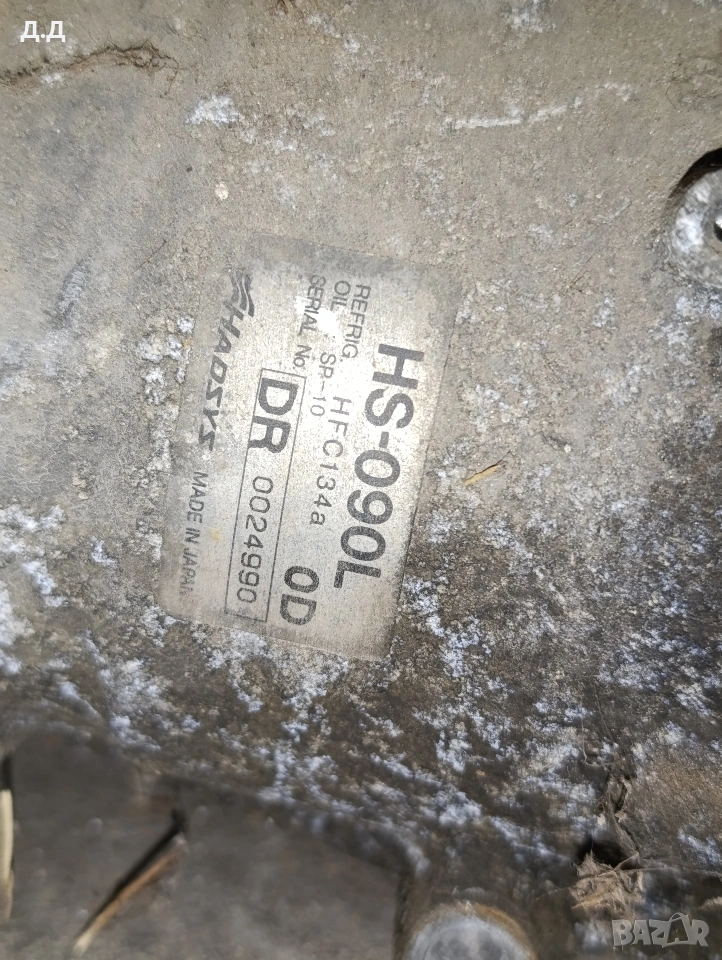 д.д
HS-090L
REFRIG. HFC134a
OIL SP-10
0D
SERIAL No.
DR 0024990
HADSYS MADE IN JAPAN
BAZAR